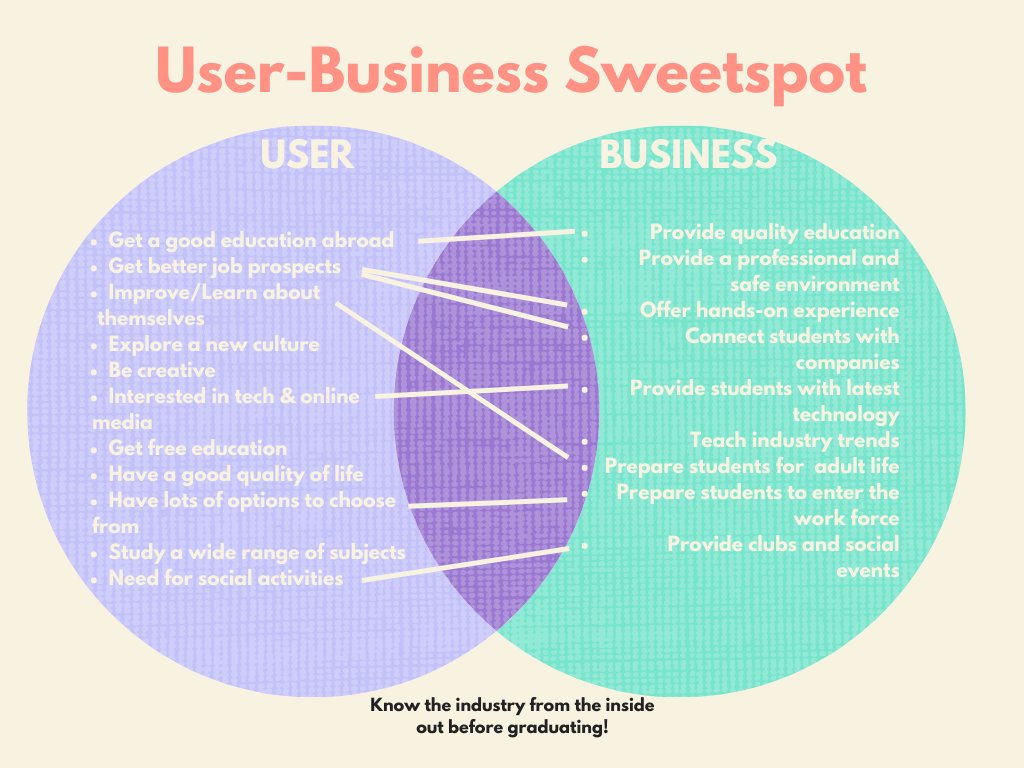 User-Business Sweetspot
USER
• Get a good education abroad
• Get better job prospects
• Improve/Learn about
themselves
• Explore a new culture
• Be creative
• Interested in tech & online
media
• Get free education
• Have a good quality of life
• Have lots of options to choose
from
• Study a wide range of subjects
• Need for social activities
BUSINESS
• Provide quality education
• Provide a professional and
safe environment
• Offer hands-on experience
• Connect students with
companies
• Provide students with latest
technology
• Teach industry trends
• Prepare students for adult life
• Prepare students to enter the
work force
• Provide clubs and social
events
Know the industry from the inside
out before graduating!